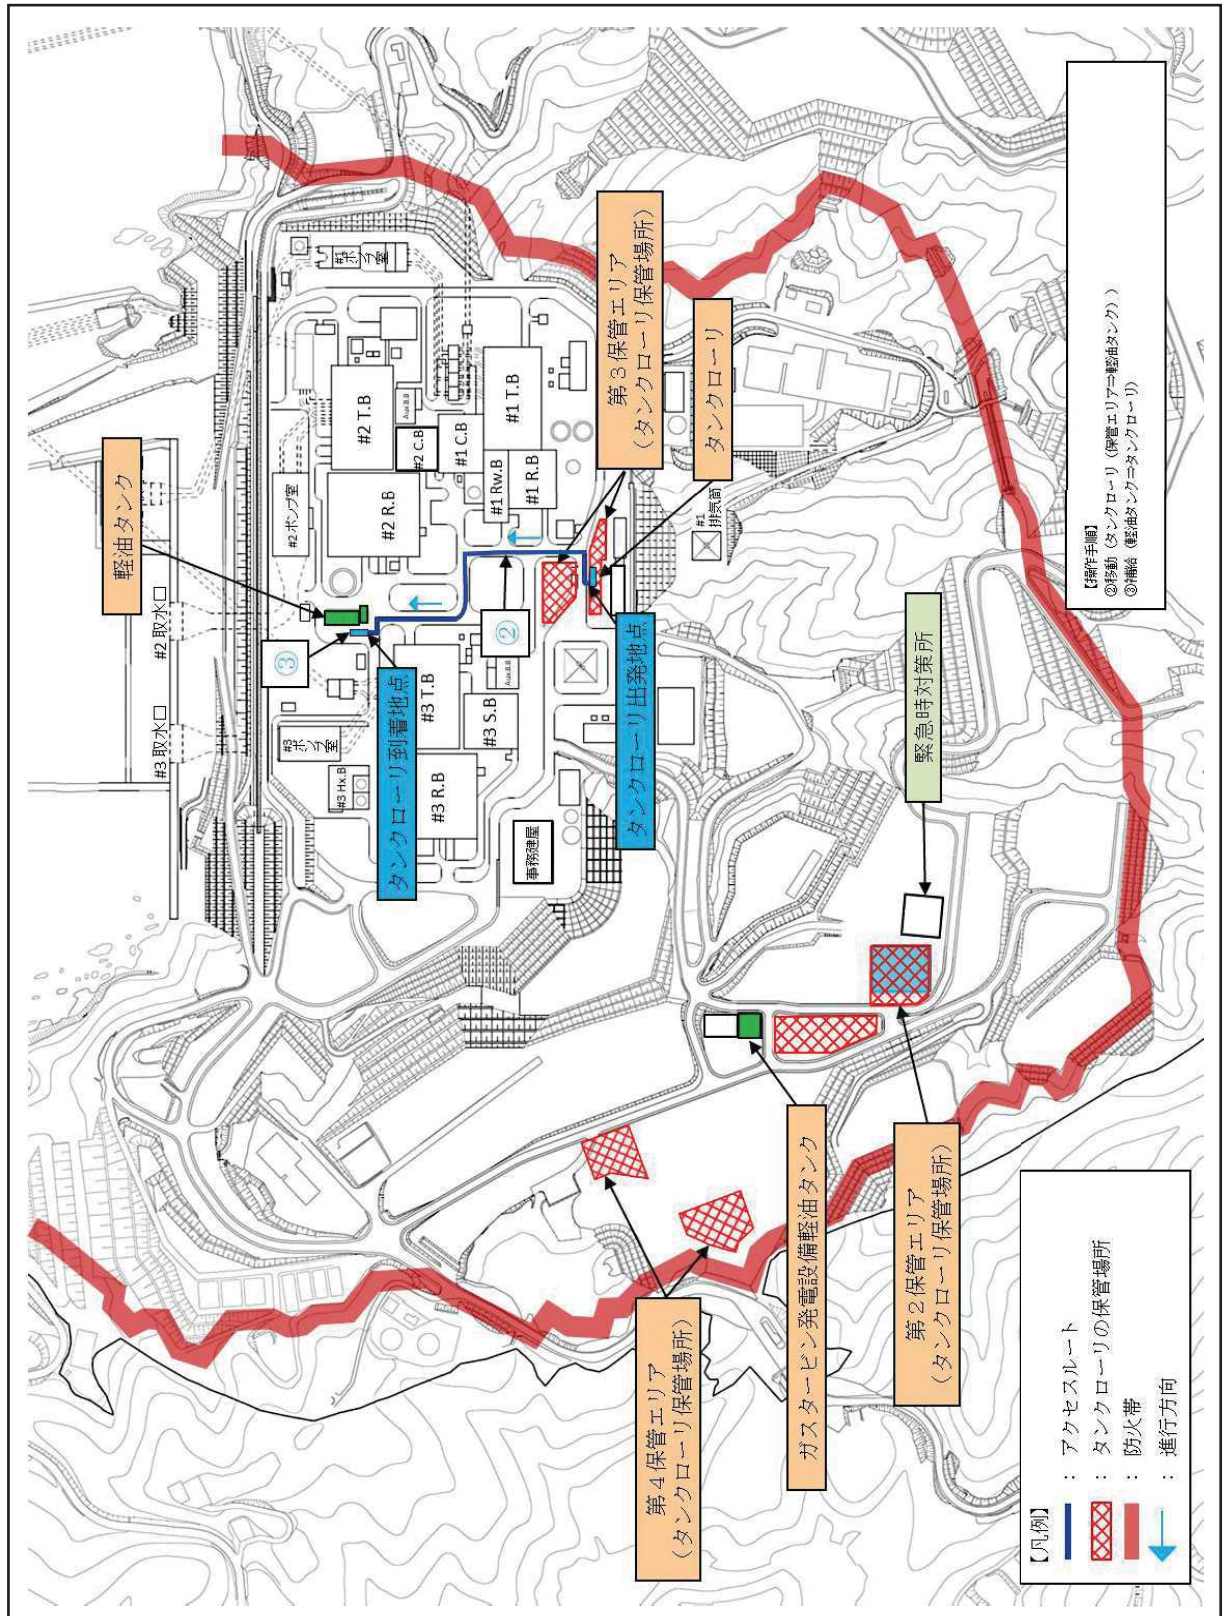 #3 取水口
#2 取水口
軽油タンク
③
タンクローリ到着地点
②
#3
ポンプ室
#3 Hx.B
#3 T.B
#3 R.B
#3 S.B
Aux.B.B
事務建屋
#2 ポンプ室
#2 R.B
#2 T.B
Aux.B.B
#2 C.B
#1 C.B
#1
ポンプ室
#1 T.B
#1 Rw.B
#1 R.B
第3保管エリア
(タンクローリ保管場所)
タンクローリ
タンクローリ出発地点
#1
排気筒
緊急時対策所
第4保管エリア
(タンクローリ保管場所)
ガスタービン発電設備軽油タンク
第2保管エリア
(タンクローリ保管場所)
【凡例】
: アクセスルート
: タンクローリの保管場所
: 防火帯
: 進行方向
【操作手順】
②移動(タンクローリ(保管エリア⇒軽油タンク))
③補給(軽油タンク⇒タンクローリ)